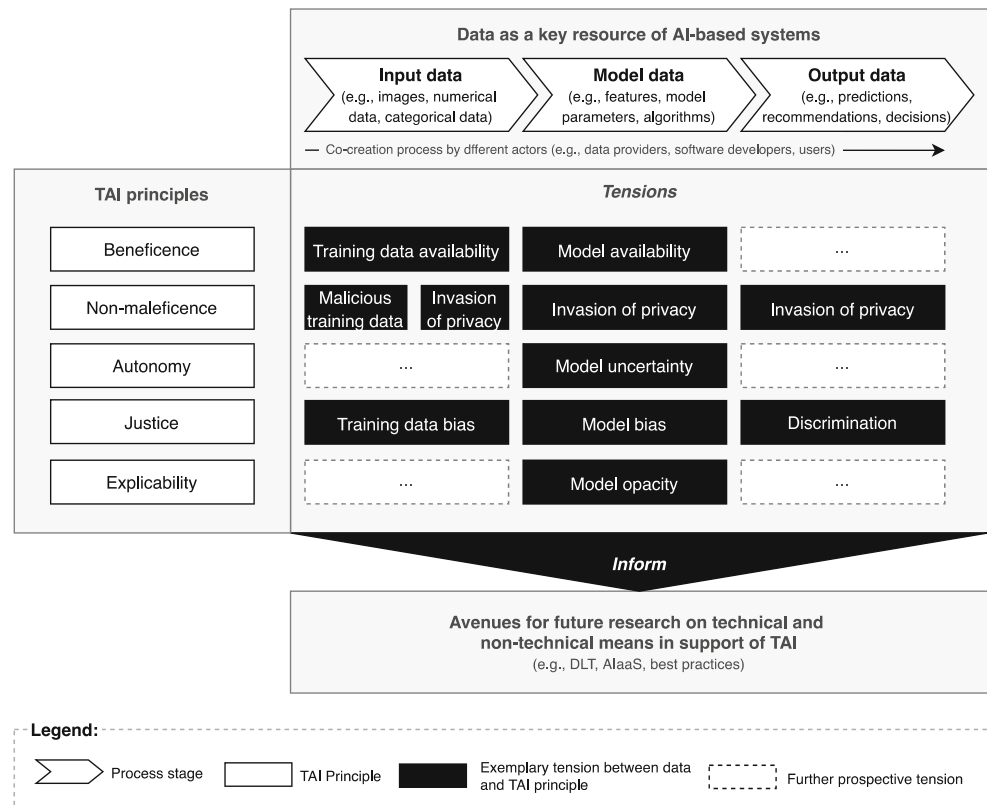 Data as a key resource of AI-based systems
Input data
(e.g., images, numerical
data, categorical data)
Model data
(e.g., features, model
parameters, algorithms)
Output data
(e.g., predictions,
recommendations, decisions)
Co-creation process by dfferent actors (e.g., data providers, software developers, users)
TAI principles
Tensions
Beneficence
Training data availability
Model availability
...
Non-maleficence
Malicious
training data
Invasion
of privacy
Invasion of privacy
Invasion of privacy
Autonomy
...
Model uncertainty
...
Justice
Training data bias
Model bias
Discrimination
Explicability
...
Model opacity
...
Inform
Avenues for future research on technical and
non-technical means in support of TAI
(e.g., DLT, AIaaS, best practices)
Legend:
Process stage
TAI Principle
Exemplary tension between data
and TAI principle
Further prospective tension